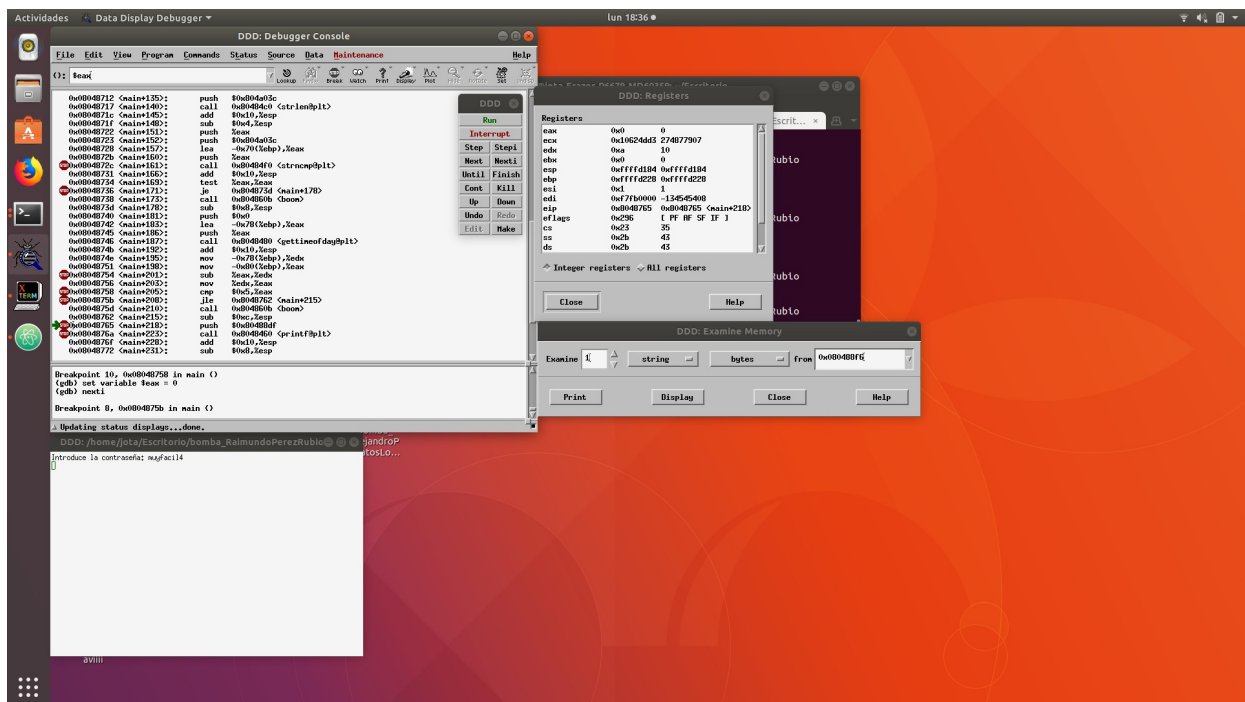 Actividades Data Display Debugger lun 18:36
DDD: Debugger Console
File Edit View Program Commands Status Source Data Maintenance Help
(): $eax
Lookup Break Watch Print Display Plot Rotate Set
0x08048712 <main+135>: push $0x804a03c
0x08048717 <main+140>: call 0x80484c0 <strlen@plt>
0x0804871c <main+145>: add $0x10,%esp
0x0804871f <main+148>: sub $0x4,%esp
0x08048722 <main+151>: push %eax
0x08048723 <main+152>: push $0x804a03c
0x08048728 <main+157>: lea -0x70(%ebp),%eax
0x0804872b <main+160>: push %eax
0x0804872c <main+161>: call 0x80484f0 <strncmp@plt>
0x08048731 <main+166>: add $0x10,%esp
0x08048734 <main+169>: test %eax,%eax
0x08048736 <main+171>: je 0x804873d <main+178>
0x08048738 <main+173>: call 0x804860b <boom>
0x0804873d <main+178>: sub $0x8,%esp
0x08048740 <main+181>: push $0x0
0x08048742 <main+183>: lea -0x78(%ebp),%eax
0x08048745 <main+186>: push %eax
0x08048746 <main+187>: call 0x8048480 <gettimeofday@plt>
0x0804874b <main+192>: add $0x10,%esp
0x0804874e <main+195>: mov -0x78(%ebp),%edx
0x08048751 <main+198>: mov -0x80(%ebp),%eax
0x08048754 <main+201>: sub %eax,%edx
0x08048756 <main+203>: mov %edx,%eax
0x08048758 <main+205>: cmp $0x5,%eax
0x0804875b <main+208>: jle 0x8048762 <main+215>
0x0804875d <main+210>: call 0x804860b <boom>
0x08048762 <main+215>: sub $0xc,%esp
0x08048765 <main+218>: push $0x80488df
0x0804876a <main+223>: call 0x8048460 <printf@plt>
0x0804876f <main+228>: add $0x10,%esp
0x08048772 <main+231>: sub $0x8,%esp
Breakpoint 10, 0x08048758 in main ()
(gdb) set variable $eax = 0
(gdb) nexti
Breakpoint 8, 0x0804875b in main ()
Updating status displays...done.
DDD
Run
Interrupt
Step Stepi
Next Nexti
Until Finish
Cont Kill
Up Down
Undo Redo
Edit Make
DDD: Registers
Registers
eax 0x0 0
ecx 0x10624dd3 274877907
edx 0xa 10
ebx 0x0 0
esp 0xffffd184 0xffffd184
ebp 0xffffd228 0xffffd228
esi 0x1 1
edi 0xf7fb0000 -134545408
eip 0x8048765 0x8048765 <main+218>
eflags 0x296 [ PF AF SF IF ]
cs 0x23 35
ss 0x2b 43
ds 0x2b 43
Integer registers All registers
Close Help
Escrit...
Rubio
Rubio
Rubio
Rubio
DDD: Examine Memory
Examine 1 string bytes from 0x080488f6
Print Display Close Help
DDD: /home/jota/Escritorio/bomba_RaimundoPerezRubio
Introduce la contraseña: muyfacil4
ejandroP
tosLo...
aviiii
X
TERM